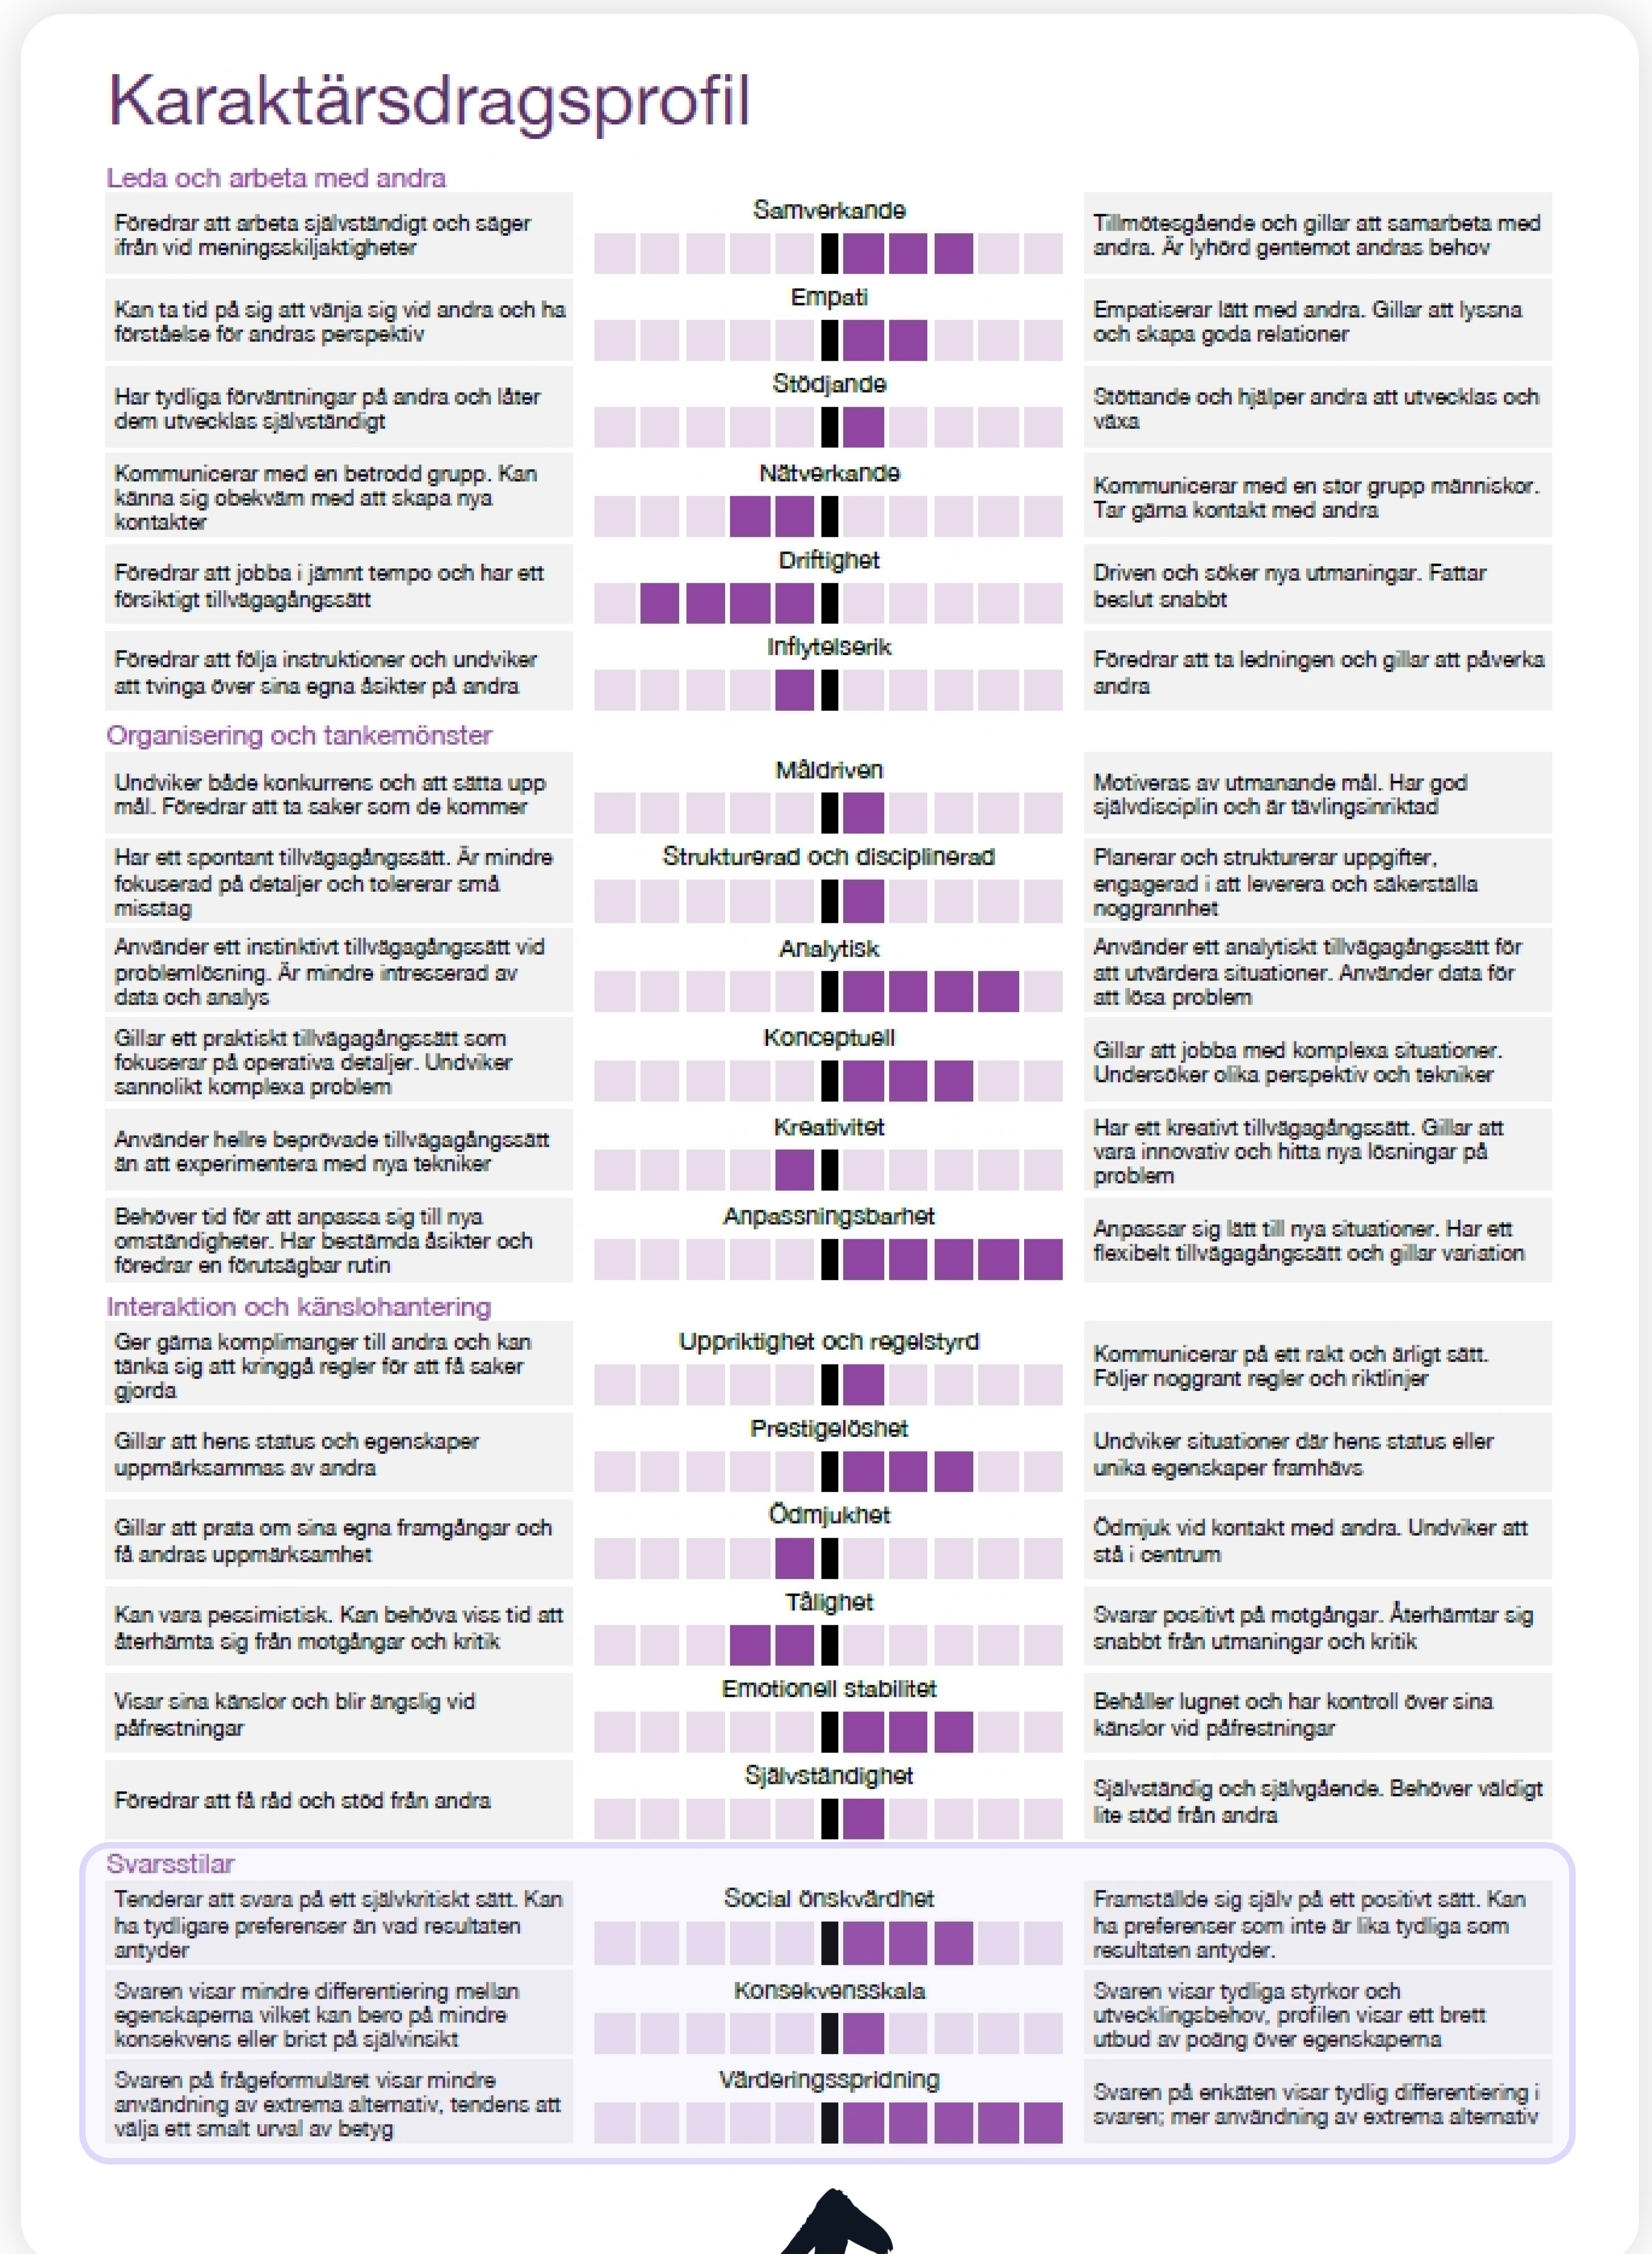 Karaktärsdragsprofil
Leda och arbeta med andra
Samverkande
Föredrar att arbeta självständigt och säger
ifrån vid meningsskiljaktigheter
Tillmötesgående och gillar att samarbeta med
andra. Är lyhörd gentemot andras behov
Empati
Kan ta tid på sig att vänja sig vid andra och ha
förståelse för andras perspektiv
Empatiserar lätt med andra. Gillar att lyssna
och skapa goda relationer
Stödjande
Har tydliga förväntningar på andra och låter
dem utvecklas självständigt
Stöttande och hjälper andra att utvecklas och
växa
Nätverkande
Kommunicerar med en betrodd grupp. Kan
känna sig obekväm med att skapa nya
kontakter
Kommunicerar med en stor grupp människor.
Tar gärna kontakt med andra
Driftighet
Föredrar att jobba i jämnt tempo och har ett
försiktigt tillvägagångssätt
Driven och söker nya utmaningar. Fattar
beslut snabbt
Inflytelserik
Föredrar att följa instruktioner och undviker
att tvinga över sina egna åsikter på andra
Föredrar att ta ledningen och gillar att påverka
andra
Organisering och tankemönster
Måldriven
Undviker både konkurrens och att sätta upp
mål. Föredrar att ta saker som de kommer
Motiveras av utmanande mål. Har god
självdisciplin och är tävlingsinriktad
Strukturerad och disciplinerad
Har ett spontant tillvägagångssätt. Är mindre
fokuserad på detaljer och tolererar små
misstag
Planerar och strukturerar uppgifter,
engagerad i att leverera och säkerställa
noggrannhet
Analytisk
Använder ett instinktivt tillvägagångssätt vid
problemlösning. Är mindre intresserad av
data och analys
Använder ett analytiskt tillvägagångssätt för
att utvärdera situationer. Använder data för
att lösa problem
Konceptuell
Gillar ett praktiskt tillvägagångssätt som
fokuserar på operativa detaljer. Undviker
sannolikt komplexa problem
Gillar att jobba med komplexa situationer.
Undersöker olika perspektiv och tekniker
Kreativitet
Använder hellre beprövade tillvägagångssätt
än att experimentera med nya tekniker
Har ett kreativt tillvägagångssätt. Gillar att
vara innovativ och hitta nya lösningar på
problem
Anpassningsbarhet
Behöver tid för att anpassa sig till nya
omständigheter. Har bestämda åsikter och
föredrar en förutsägbar rutin
Anpassar sig lätt till nya situationer. Har ett
flexibelt tillvägagångssätt och gillar variation
Interaktion och känslohantering
Uppriktighet och regelstyrd
Ger gärna komplimanger till andra och kan
tänka sig att kringgå regler för att få saker
gjorda
Kommunicerar på ett rakt och ärligt sätt.
Följer noggrant regler och riktlinjer
Prestigelöshet
Gillar att hens status och egenskaper
uppmärksammas av andra
Undviker situationer där hens status eller
unika egenskaper framhävs
Ödmjukhet
Gillar att prata om sina egna framgångar och
få andras uppmärksamhet
Ödmjuk vid kontakt med andra. Undviker att
stå i centrum
Tålighet
Kan vara pessimistisk. Kan behöva viss tid att
återhämta sig från motgångar och kritik
Svarar positivt på motgångar. Återhämtar sig
snabbt från utmaningar och kritik
Emotionell stabilitet
Visar sina känslor och blir ängslig vid
påfrestningar
Behåller lugnet och har kontroll över sina
känslor vid påfrestningar
Självständighet
Föredrar att få råd och stöd från andra
Självständig och självgående. Behöver väldigt
lite stöd från andra
Svarsstilar
Social önskvärdhet
Tenderar att svara på ett självkritiskt sätt. Kan
ha tydligare preferenser än vad resultaten
antyder
Framställde sig själv på ett positivt sätt. Kan
ha preferenser som inte är lika tydliga som
resultaten antyder.
Konsekvensskala
Svaren visar mindre differentiering mellan
egenskaperna vilket kan bero på mindre
konsekvens eller brist på självinsikt
Svaren visar tydliga styrkor och
utvecklingsbehov, profilen visar ett brett
utbud av poäng över egenskaperna
Värderingsspridning
Svaren på frågeformuläret visar mindre
användning av extrema alternativ, tendens att
välja ett smalt urval av betyg
Svaren på enkäten visar tydlig differentiering i
svaren; mer användning av extrema alternativ